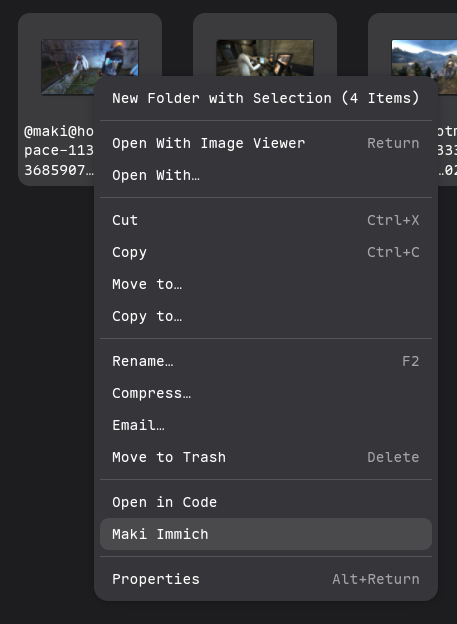 @maki@ho
pace-113
3685907…
otm
333
…02
New Folder with Selection (4 Items)
Open With Image Viewer Return
Open With…
Cut Ctrl+X
Copy Ctrl+C
Move to…
Copy to…
Rename… F2
Compress…
Email…
Move to Trash Delete
Open in Code
Maki Immich
Properties Alt+Return